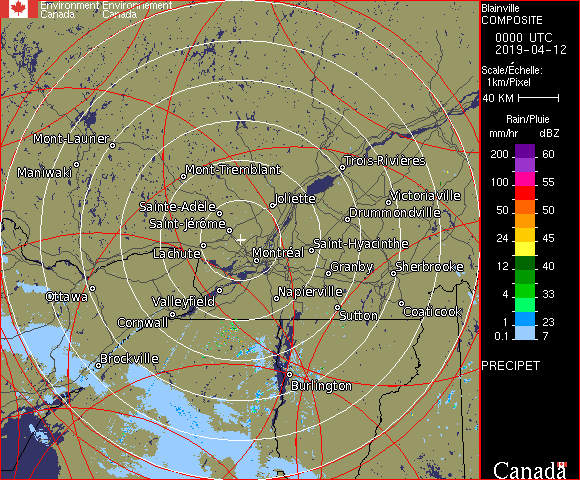 Environment Environnement
Canada Canada
Blainville
COMPOSITE
0000 UTC
2019-04-12
Scale/Échelle:
1km/Pixel
40 KM
Rain/Pluie
mm/hr dBZ
200 60
100 55
50 50
24 45
12 40
4 33
1 23
0.1 7
PRECIPET
Canada
Mont-Laurier
Maniwaki
Mont-Tremblant
Trois-Rivières
Sainte-Adèle
Joliette
Victoriaville
Saint-Jérôme
Drummondville
Lachute
Montréal
Saint-Hyacinthe
Granby
Sherbrooke
Ottawa
Valleyfield
Napierville
Cornwall
Sutton
Coaticook
Brockville
Burlington